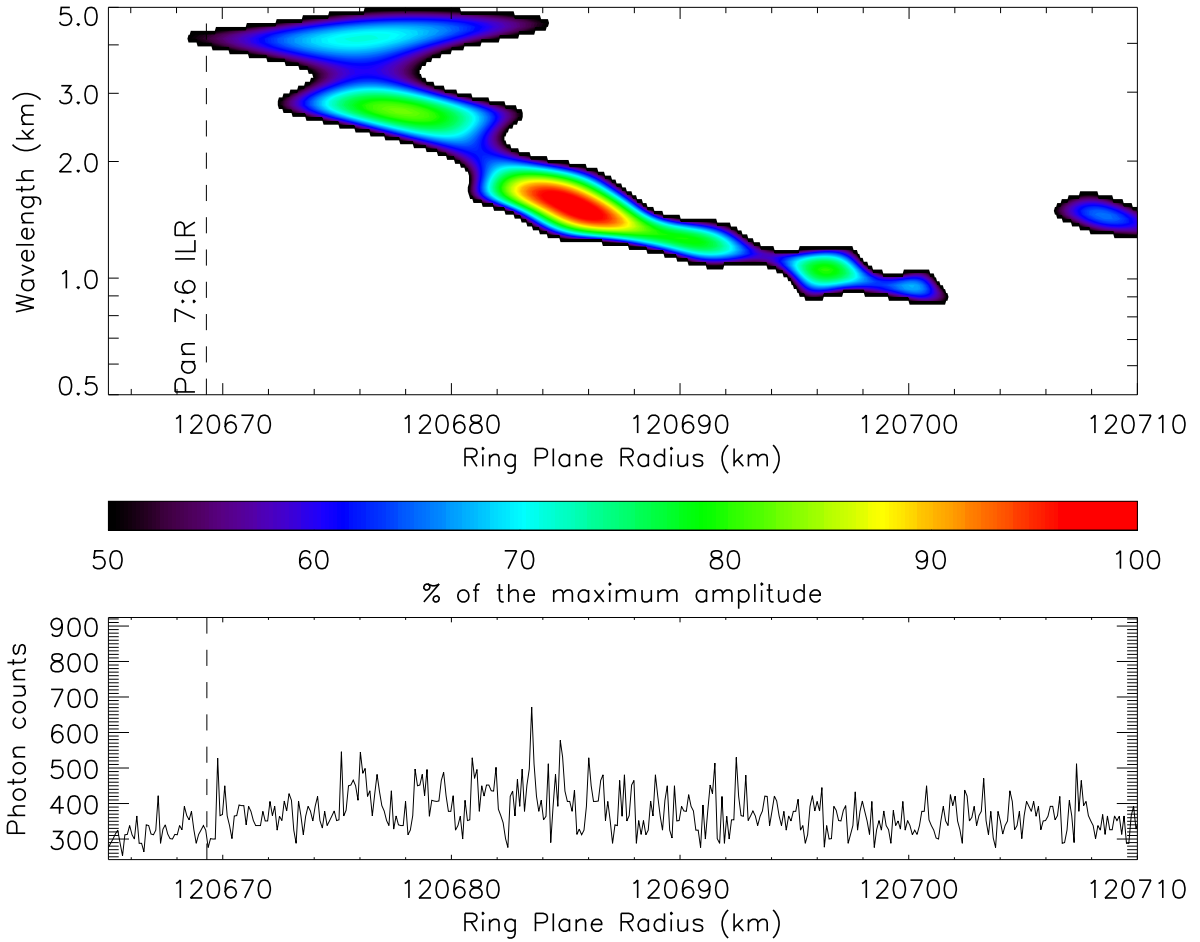 5.0
3.0
2.0
1.0
0.5
Wavelength (km)
Pan 7:6 ILR
120670 120680 120690 120700 120710
Ring Plane Radius (km)
50 60 70 80 90 100
% of the maximum amplitude
900
800
700
600
500
400
300
Photon counts
120670 120680 120690 120700 120710
Ring Plane Radius (km)